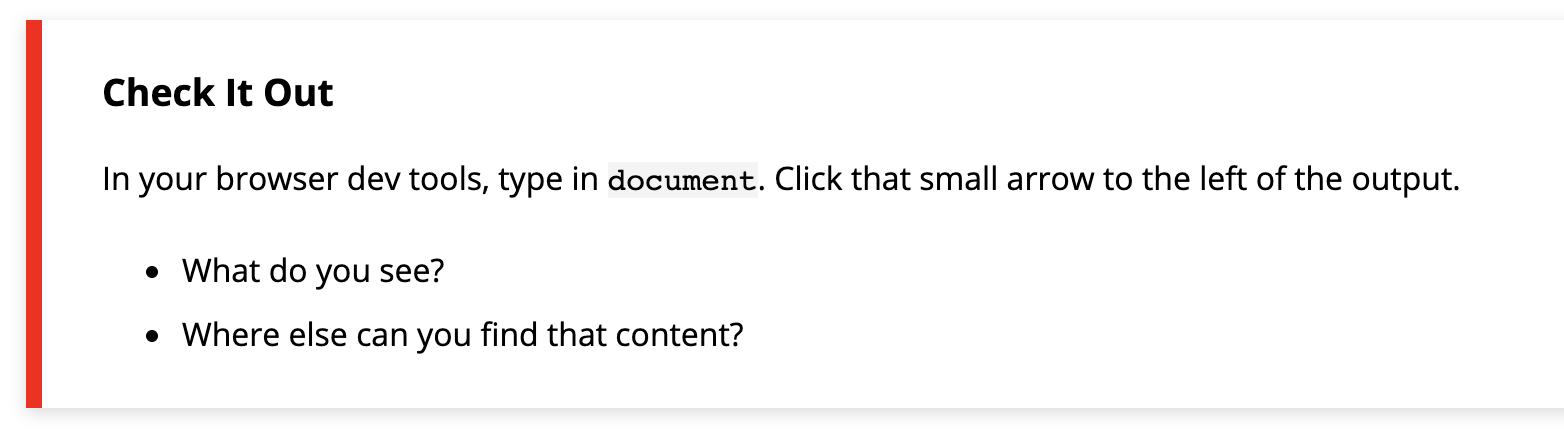 Check It Out
In your browser dev tools, type in document. Click that small arrow to the left of the output.
• What do you see?
• Where else can you find that content?